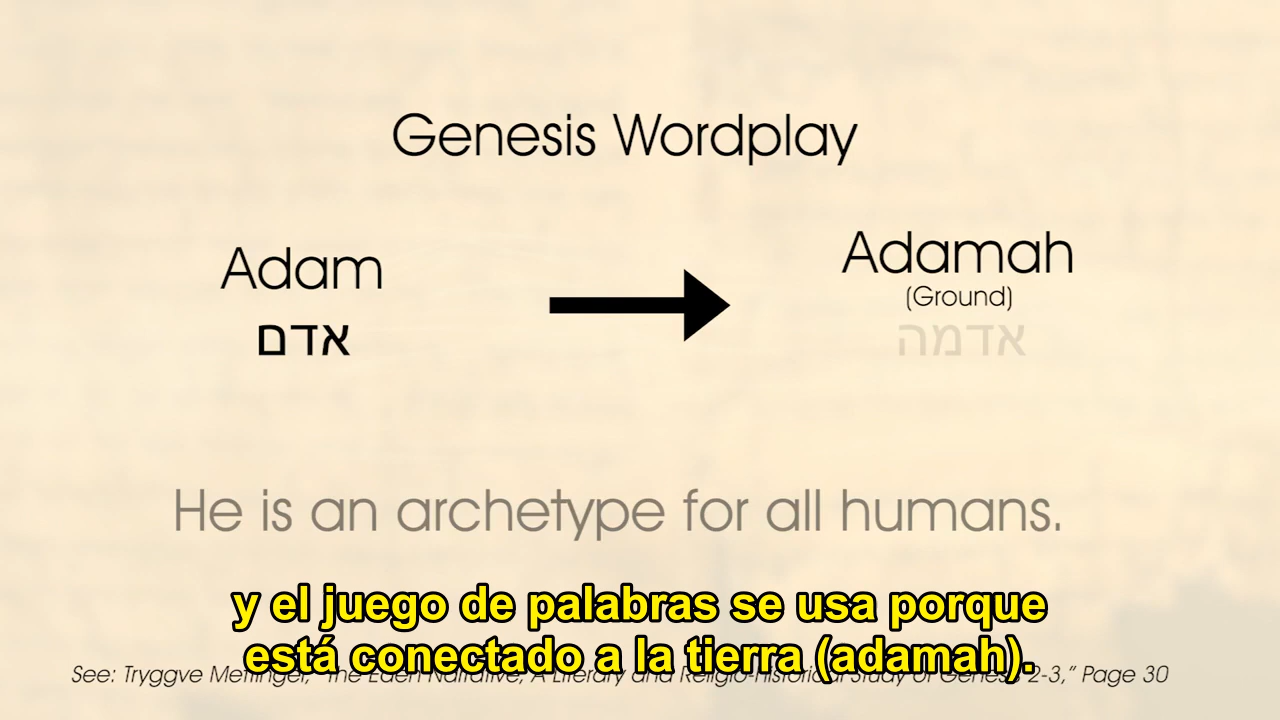 Genesis Wordplay
Adam
אדם
Adamah
(Ground)
אדמה
He is an archetype for all humans.
y el juego de palabras se usa porque
está conectado a la tierra (adamah).
See: Tryggve Mettinger, "The Eden Narrative, A Literary and Religio-historical Study of Genesis 2-3," Page 30